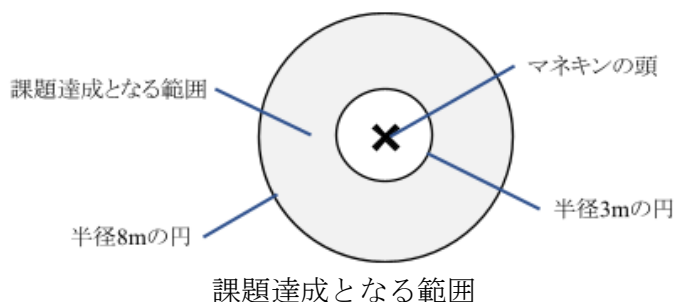 マネキンの頭
課題達成となる範囲
半径3mの円
半径8mの円
課題達成となる範囲